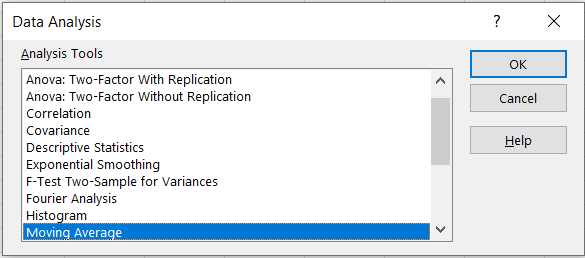 Data Analysis
Analysis Tools
Anova: Two-Factor With Replication
Anova: Two-Factor Without Replication
Correlation
Covariance
Descriptive Statistics
Exponential Smoothing
F-Test Two-Sample for Variances
Fourier Analysis
Histogram
Moving Average
OK
Cancel
Help